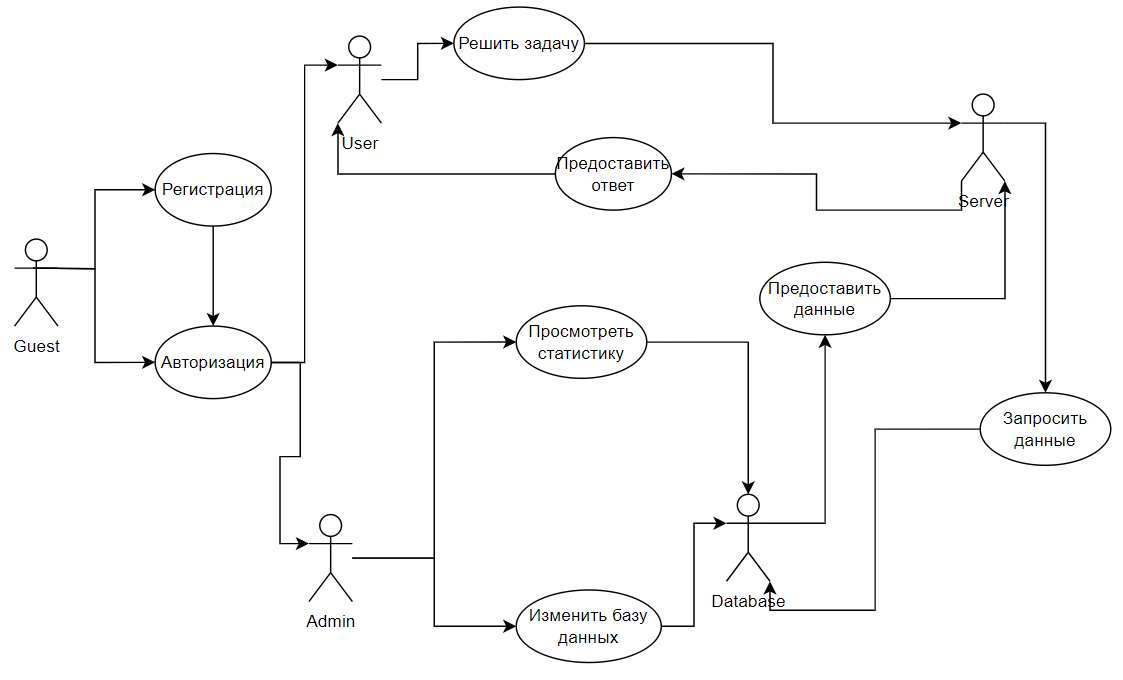 Решить задачу
User
Предоставить
ответ
Регистрация
Server
Guest
Авторизация
Предоставить
данные
Просмотреть
статистику
Запросить
данные
Database
Admin
Изменить базу
данных